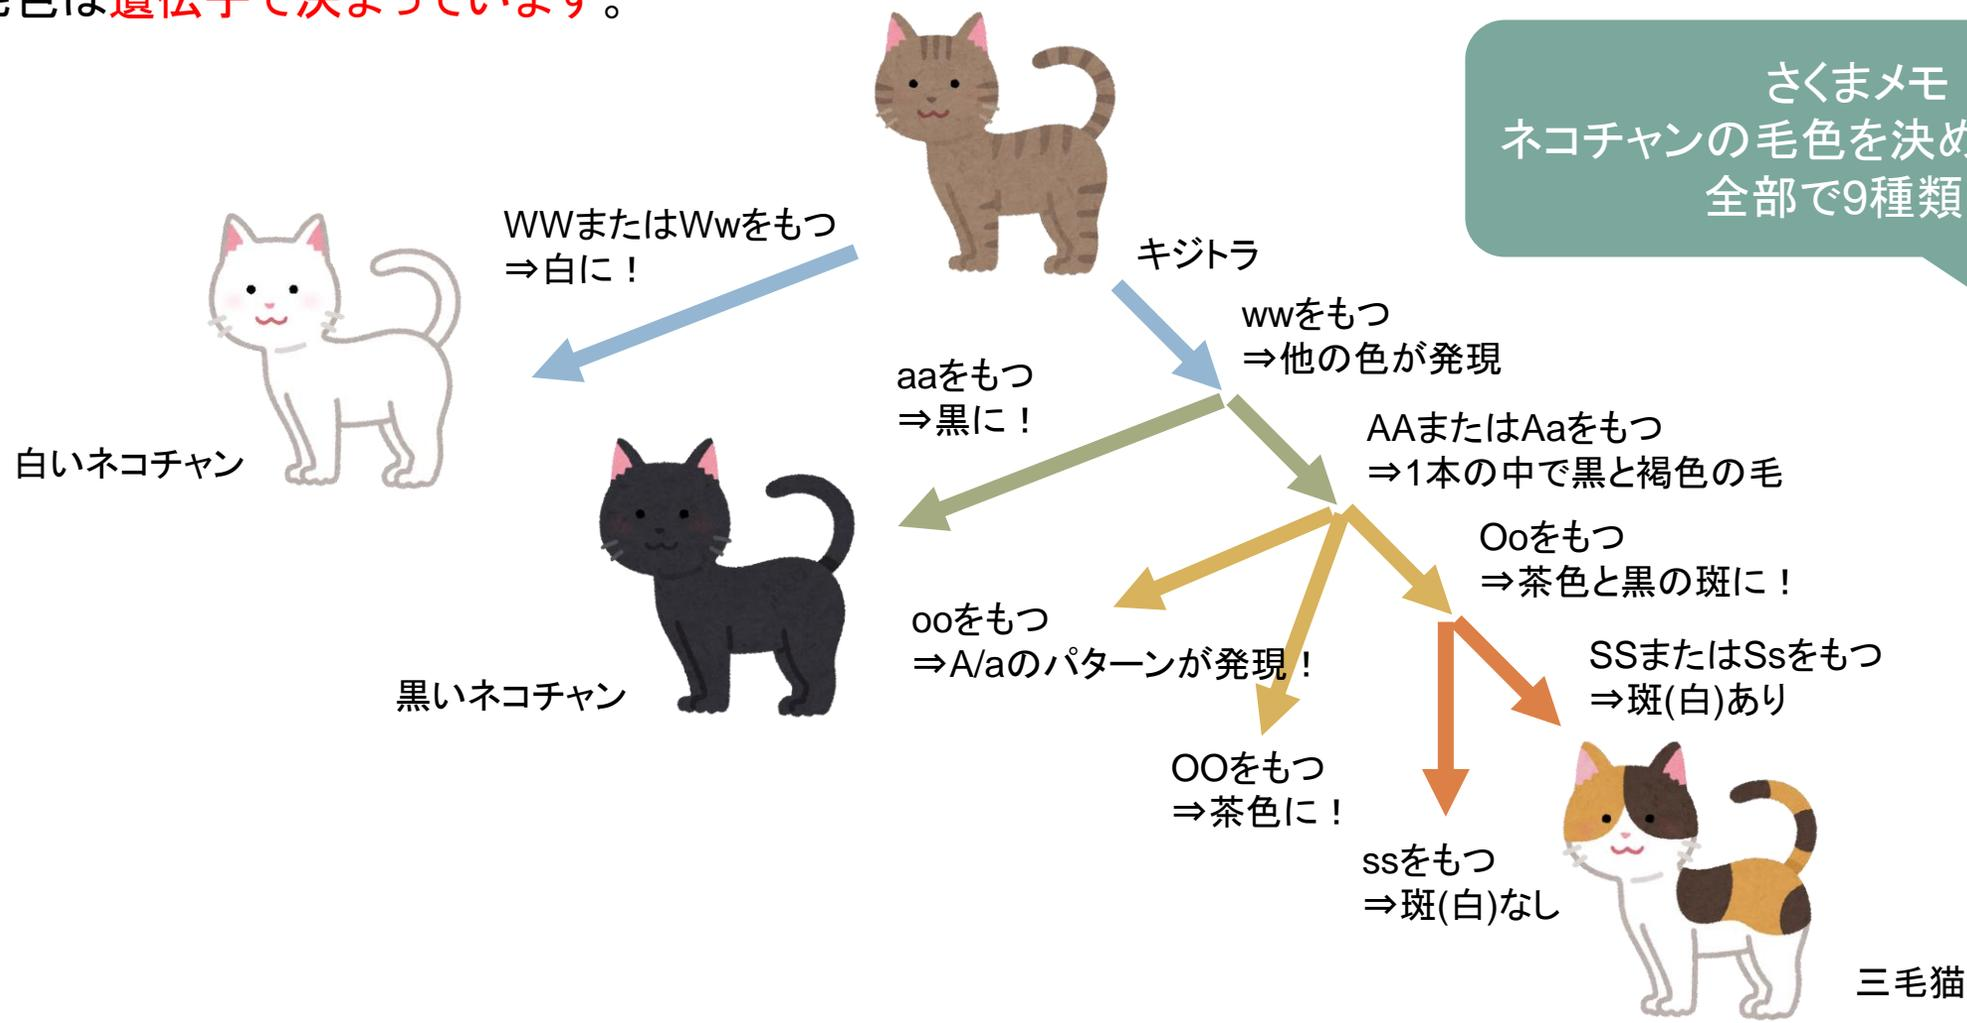 毛色は遺伝子で決まっています。
さくまメモ
ネコチャンの毛色を決め
全部で9種類
WWまたはWwをもつ
⇒白に！
キジトラ
wwをもつ
⇒他の色が発現
aaをもつ
⇒黒に！
AAまたはAaをもつ
⇒1本の中で黒と褐色の毛
白いネコチャン
Ooをもつ
⇒茶色と黒の斑に！
ooをもつ
⇒A/aのパターンが発現！
SSまたはSsをもつ
⇒斑(白)あり
黒いネコチャン
OOをもつ
⇒茶色に！
ssをもつ
⇒斑(白)なし
三毛猫